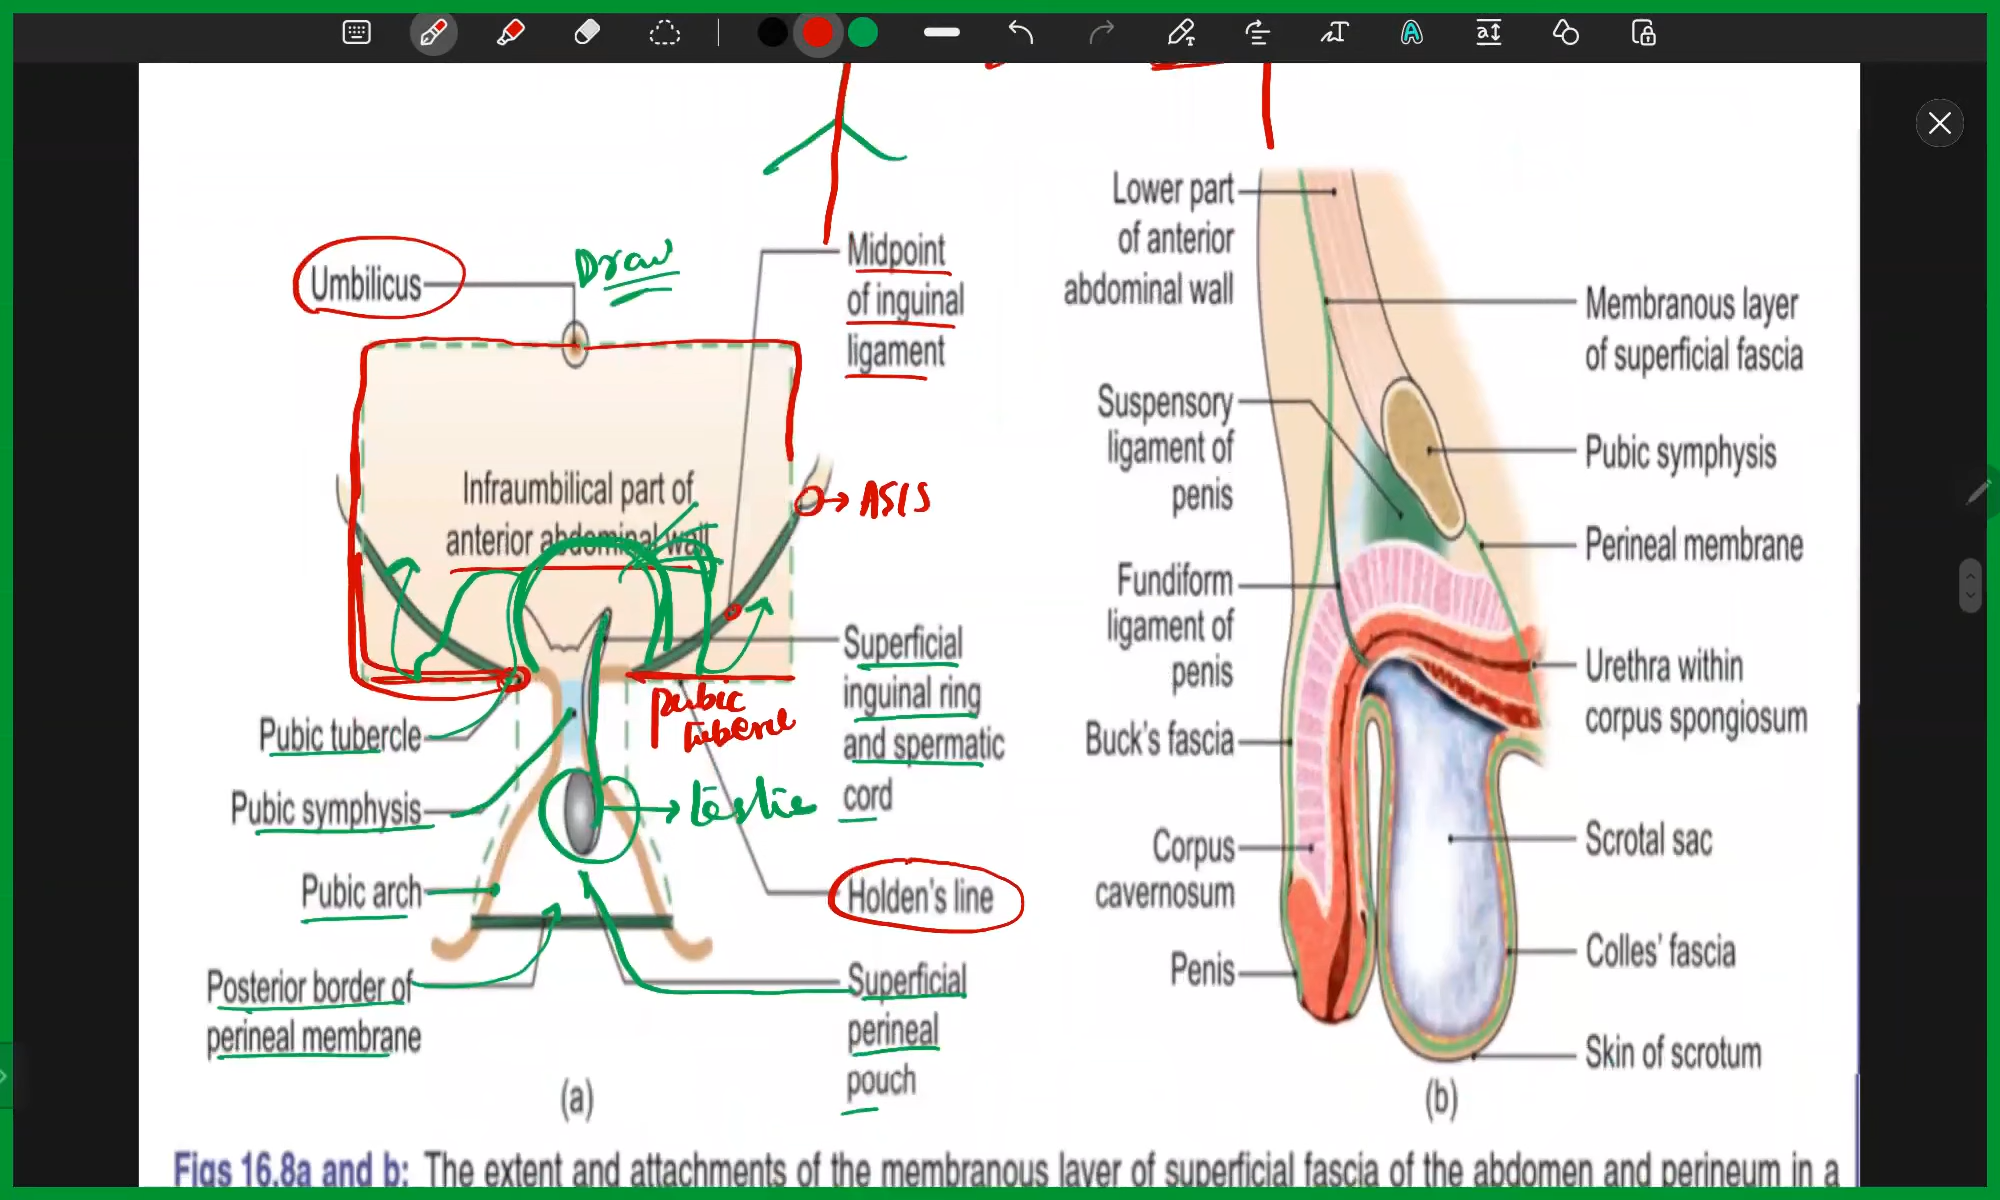 Umbilicus
Draw
Midpoint
of inguinal
ligament
Infraumbilical part of
anterior abdominal wall
ASIS
Superficial
inguinal ring
and spermatic
cord
Pubic tubercle
Pubic symphysis
testis
Pubic arch
Holden's line
Posterior border of
perineal membrane
Superficial
perineal
pouch
(a)
Lower part
of anterior
abdominal wall
Membranous layer
of superficial fascia
Suspensory
ligament of
penis
Pubic symphysis
Perineal membrane
Fundiform
ligament of
penis
Urethra within
corpus spongiosum
Buck's fascia
Corpus
cavernosum
Scrotal sac
Penis
Colles' fascia
Skin of scrotum
(b)
Figs 16.8a and b: The extent and attachments of the membranous layer of superficial fascia of the abdomen and perineum in a